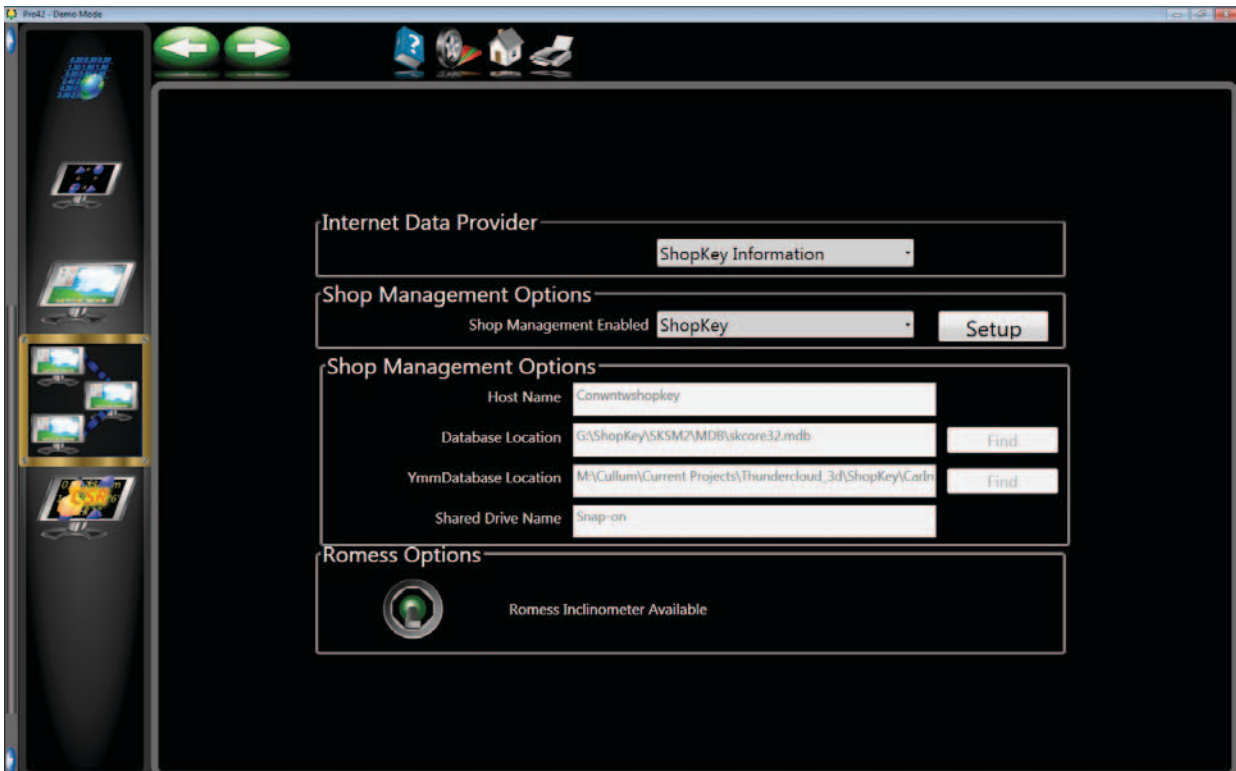 Pro42 - Demo Mode
Internet Data Provider
ShopKey Information
Shop Management Options
Shop Management Enabled ShopKey Setup
Shop Management Options
Host Name Conwntwshopkey
Database Location G:\ShopKey\SKSM2\MDB\skcore32.mdb Find
YmmDatabase Location M:\Cullum\Current Projects\Thundercloud_3d\ShopKey\CarIn Find
Shared Drive Name Snap-on
Romess Options
Romess Inclinometer Available